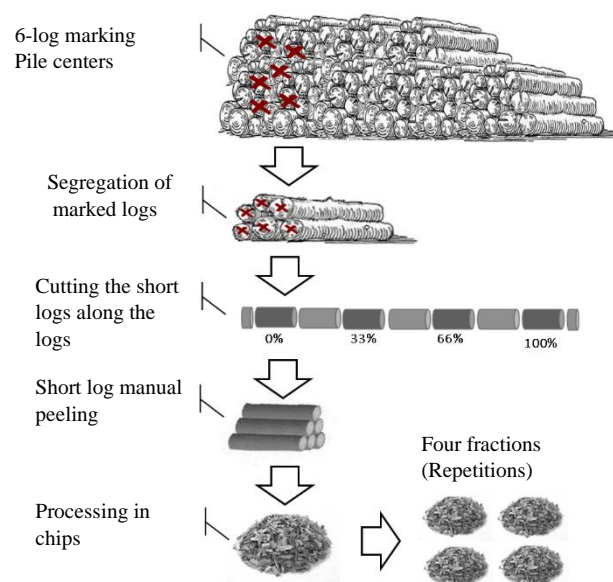 6-log marking
Pile centers
Segregation of
marked logs
Cutting the short
logs along the
logs
0%
33%
66%
100%
Short log manual
peeling
Four fractions
(Repetitions)
Processing in
chips